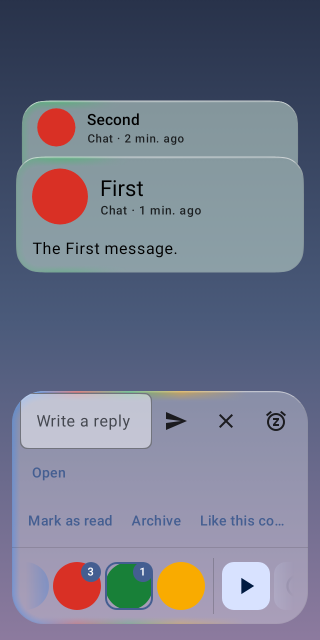 Second
Chat · 2 min. ago
First
Chat · 1 min. ago
The First message.
Write a reply
Open
Mark as read Archive Like this co…
3 1